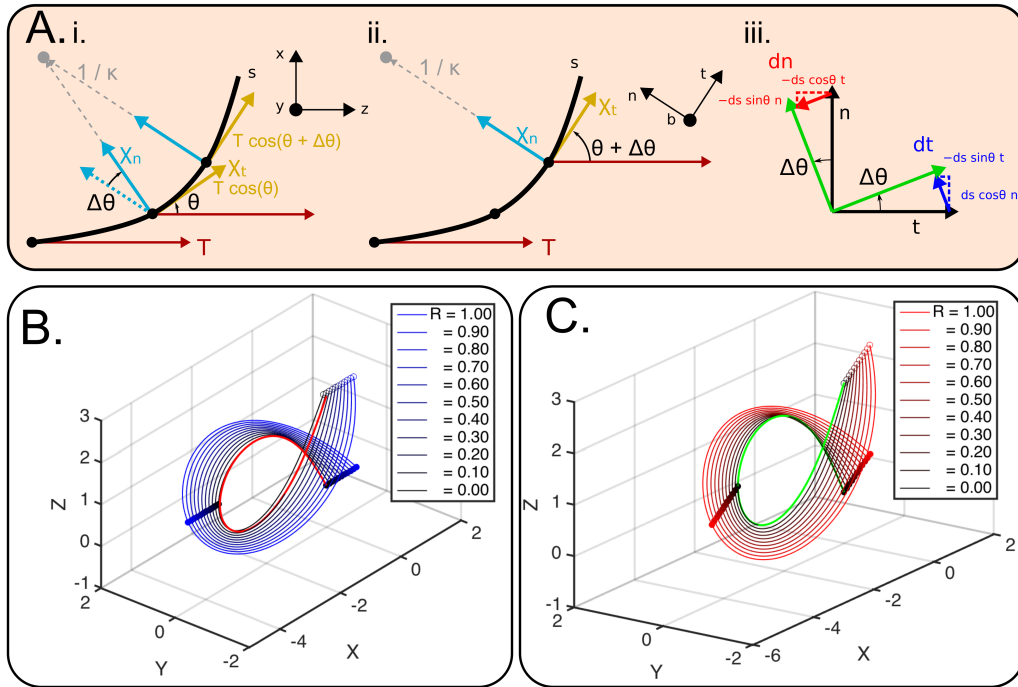 A.
i.
1 / κ
s
x
y
z
χn
T cos(θ + Δθ)
χt
T cos(θ)
Δθ
θ
T
ii.
1 / κ
s
n
t
b
χn
χt
θ + Δθ
T
iii.
dn
-ds cosθ t
-ds sinθ n
n
Δθ
dt
-ds sinθ t
Δθ
ds cosθ n
t
B.
R = 1.00
= 0.90
= 0.80
= 0.70
= 0.60
= 0.50
= 0.40
= 0.30
= 0.20
= 0.10
= 0.00
3
2
1
0
-1
Z
2
0
-2
Y
-4
-2
0
2
X
C.
R = 1.00
= 0.90
= 0.80
= 0.70
= 0.60
= 0.50
= 0.40
= 0.30
= 0.20
= 0.10
= 0.00
3
2
1
0
-1
Z
2
0
-2
Y
-6
-4
-2
0
2
X